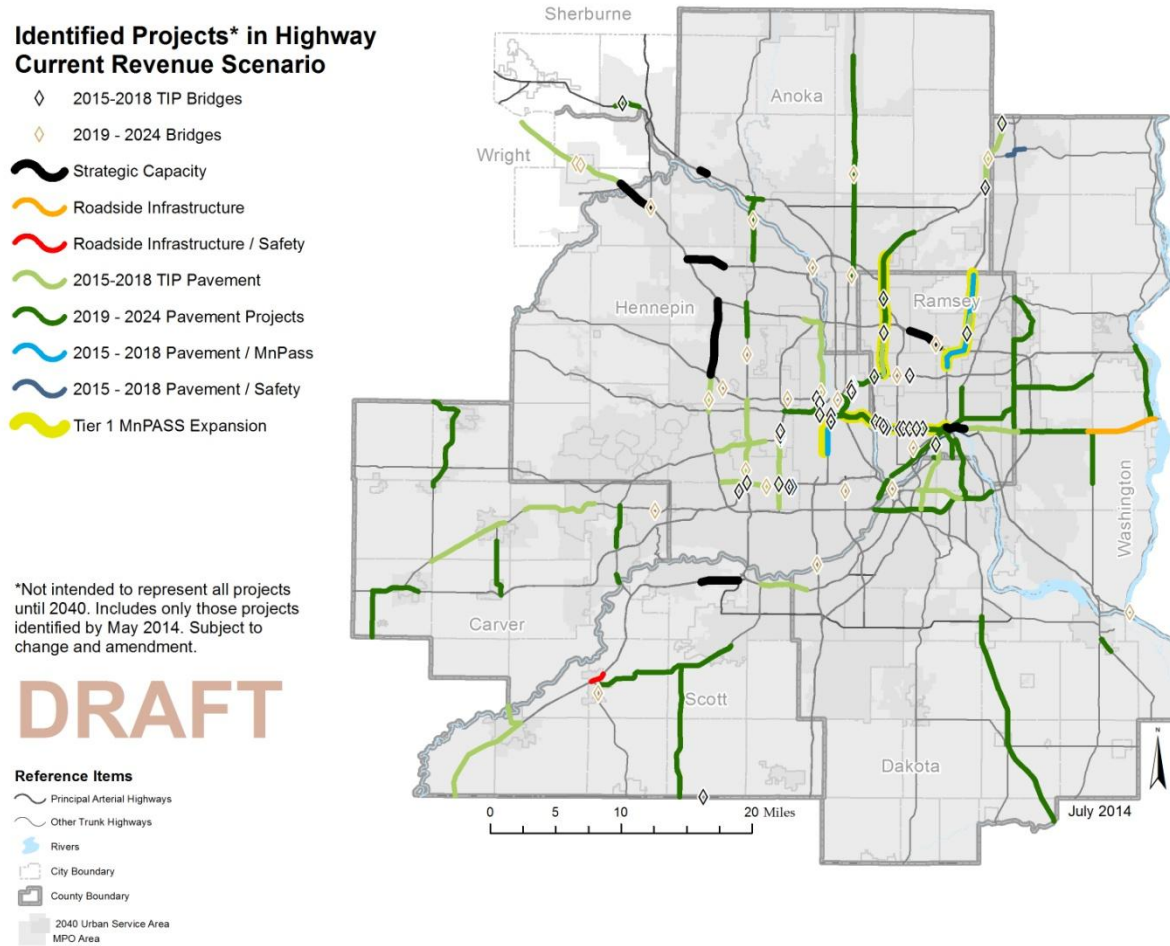 Identified Projects* in Highway
Current Revenue Scenario
2015-2018 TIP Bridges
2019 - 2024 Bridges
Strategic Capacity
Roadside Infrastructure
Roadside Infrastructure / Safety
2015-2018 TIP Pavement
2019 - 2024 Pavement Projects
2015 - 2018 Pavement / MnPass
2015 - 2018 Pavement / Safety
Tier 1 MnPASS Expansion
*Not intended to represent all projects
until 2040. Includes only those projects
identified by May 2014. Subject to
change and amendment.
DRAFT
Reference Items
Principal Arterial Highways
Other Trunk Highways
Rivers
City Boundary
County Boundary
2040 Urban Service Area
MPO Area
Sherburne
Anoka
Wright
Hennepin
Ramsey
Washington
Carver
Scott
Dakota
N
July 2014
0 5 10 20 Miles